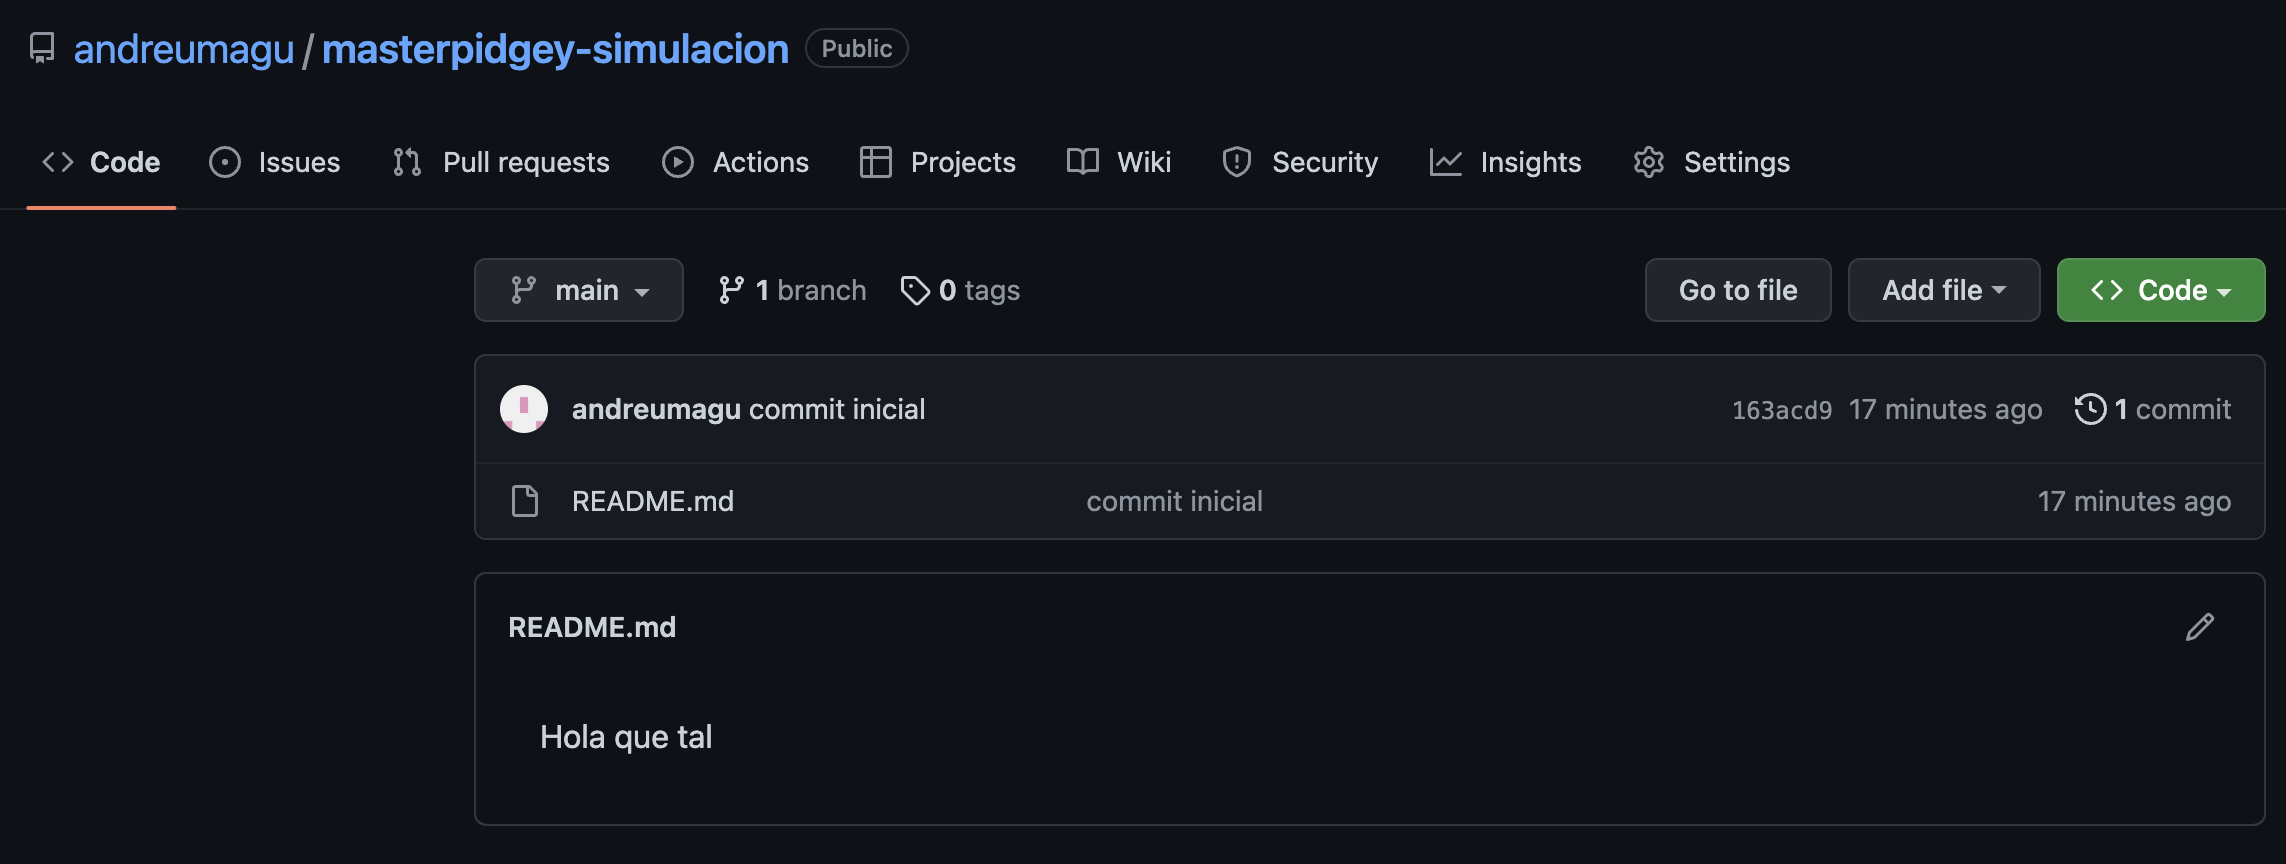 andreumagu/masterpidgey-simulacion Public
Code Issues Pull requests Actions Projects Wiki Security Insights Settings
main 1 branch 0 tags Go to file Add file Code
andreumagu commit inicial 163acd9 17 minutes ago 1 commit
README.md commit inicial 17 minutes ago
README.md
Hola que tal